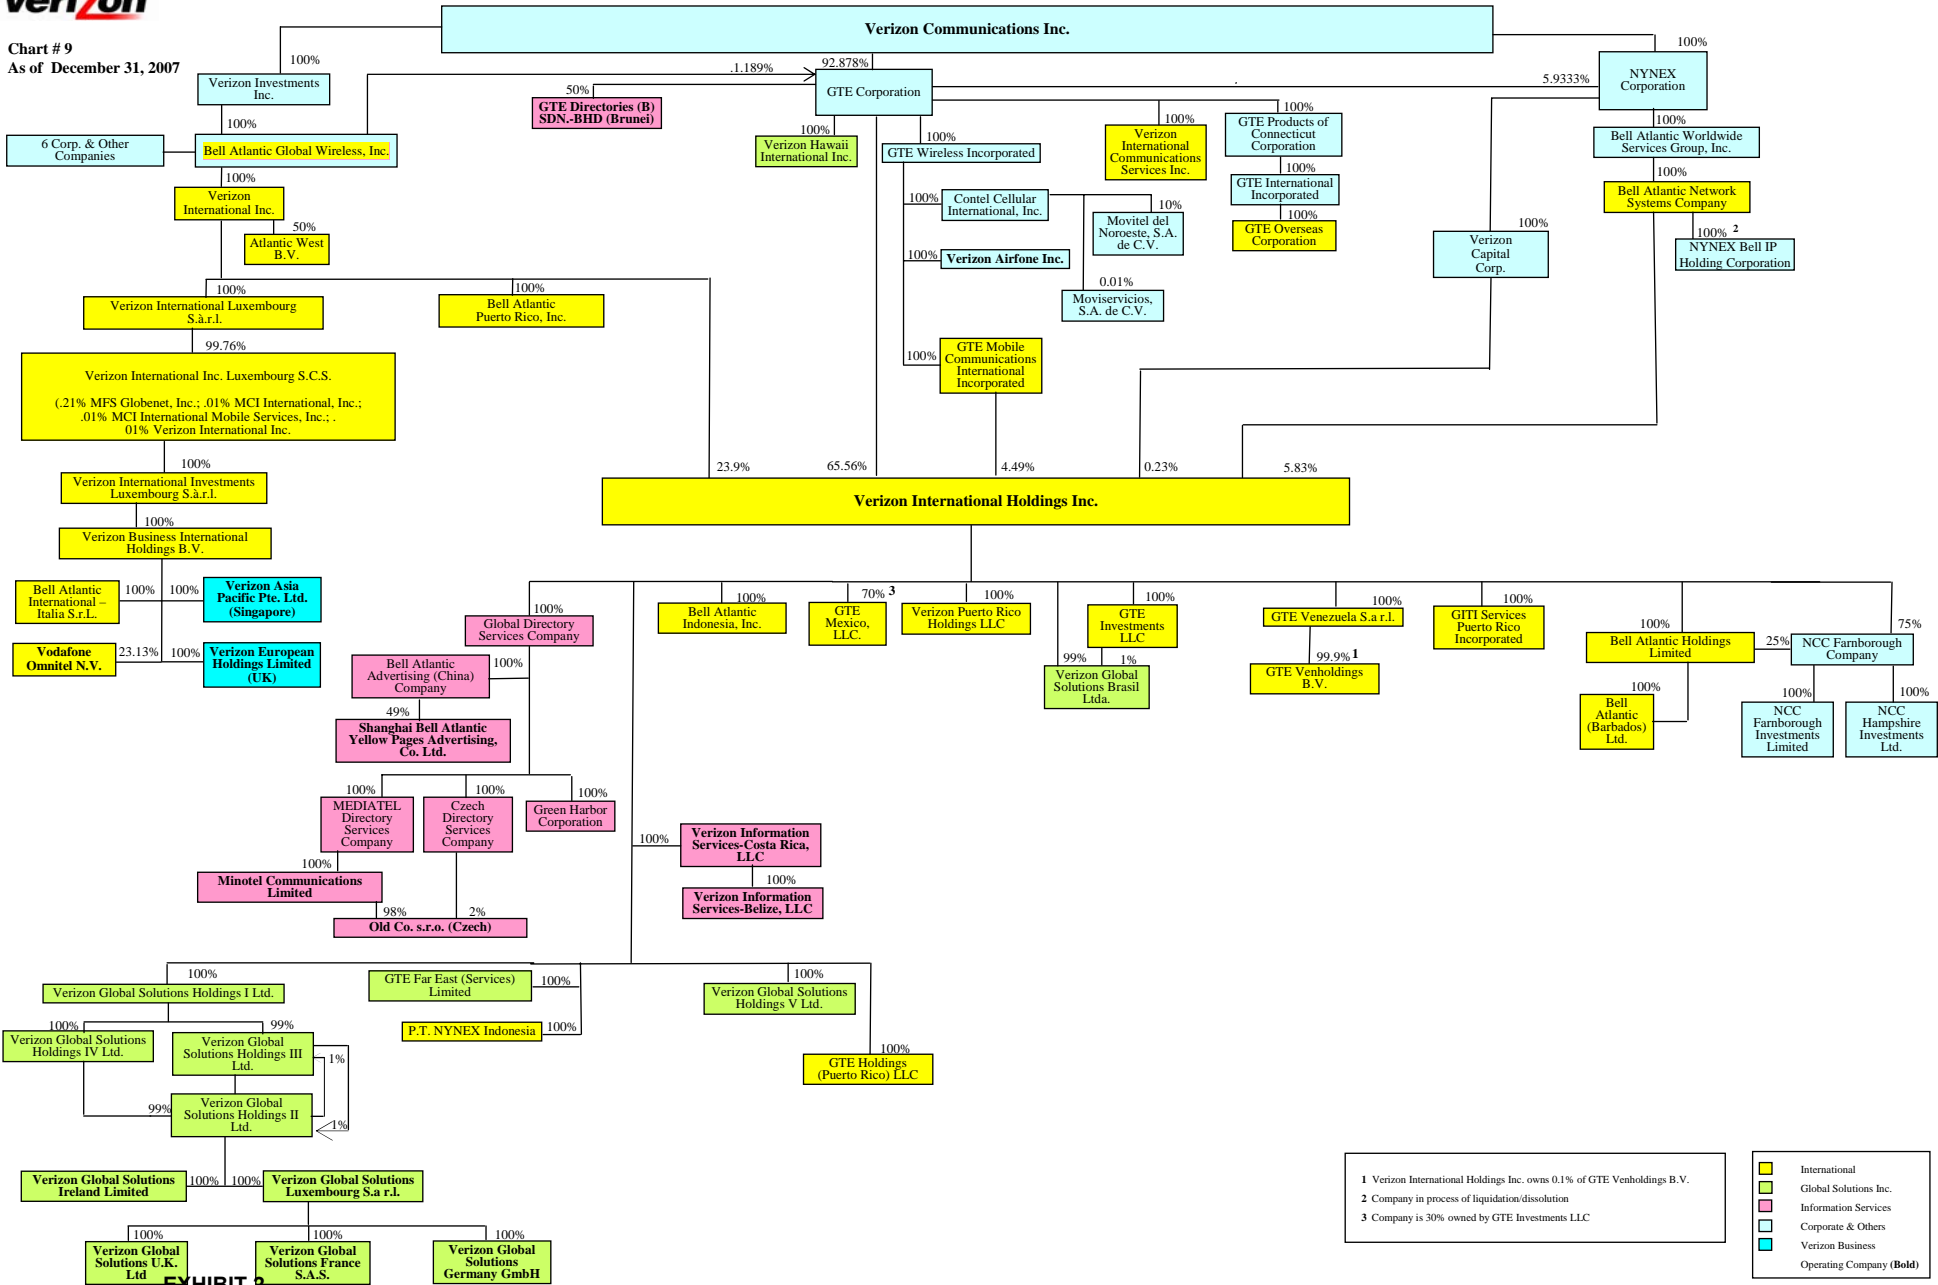 verizon
Chart # 9
As of December 31, 2007
Verizon Communications Inc.
100%
Verizon Investments
Inc.
100%
6 Corp. & Other
Companies
Bell Atlantic Global Wireless, Inc.
100%
Verizon
International Inc.
50%
Atlantic West
B.V.
.1.189%
92.878%
GTE Corporation
50%
GTE Directories (B)
SDN.-BHD (Brunei)
.
5.9333%
100%
NYNEX
Corporation
100%
Verizon Hawaii
International Inc.
100%
GTE Wireless Incorporated
100%
Verizon
International
Communications
Services Inc.
100%
GTE Products of
Connecticut
Corporation
100%
GTE International
Incorporated
100%
GTE Overseas
Corporation
100%
Bell Atlantic Worldwide
Services Group, Inc.
100%
Bell Atlantic Network
Systems Company
100% 2
NYNEX Bell IP
Holding Corporation
100%
Verizon
Capital
Corp.
100%
Contel Cellular
International, Inc.
10%
Movitel del
Noroeste, S.A.
de C.V.
100%
Verizon Airfone Inc.
0.01%
Moviservicios,
S.A. de C.V.
100%
GTE Mobile
Communications
International
Incorporated
100%
Verizon International Luxembourg
S.à.r.l.
100%
Bell Atlantic
Puerto Rico, Inc.
99.76%
Verizon International Inc. Luxembourg S.C.S.
(.21% MFS Globenet, Inc.; .01% MCI International, Inc.;
.01% MCI International Mobile Services, Inc.; .
01% Verizon International Inc.
100%
Verizon International Investments
Luxembourg S.à.r.l.
100%
Verizon Business International
Holdings B.V.
Bell Atlantic
International –
Italia S.r.L.
100%
100%
Verizon Asia
Pacific Pte. Ltd.
(Singapore)
Vodafone
Omnitel N.V.
23.13%
100%
Verizon European
Holdings Limited
(UK)
23.9%
65.56%
4.49%
0.23%
5.83%
Verizon International Holdings Inc.
100%
Global Directory
Services Company
100%
Bell Atlantic
Indonesia, Inc.
70% 3
GTE
Mexico,
LLC.
100%
Verizon Puerto Rico
Holdings LLC
100%
GTE
Investments
LLC
99%
1%
Verizon Global
Solutions Brasil
Ltda.
100%
GTE Venezuela S.a r.l.
99.9% 1
GTE Venholdings
B.V.
100%
GITI Services
Puerto Rico
Incorporated
100%
Bell Atlantic Holdings
Limited
25%
75%
NCC Farnborough
Company
100%
Bell
Atlantic
(Barbados)
Ltd.
100%
NCC
Farnborough
Investments
Limited
100%
NCC
Hampshire
Investments
Ltd.
Bell Atlantic
Advertising (China)
Company
100%
49%
Shanghai Bell Atlantic
Yellow Pages Advertising,
Co. Ltd.
100%
MEDIATEL
Directory
Services
Company
100%
Czech
Directory
Services
Company
100%
Green Harbor
Corporation
100%
Minotel Communications
Limited
98%
2%
Old Co. s.r.o. (Czech)
100%
Verizon Information
Services-Costa Rica,
LLC
100%
Verizon Information
Services-Belize, LLC
100%
Verizon Global Solutions Holdings I Ltd.
GTE Far East (Services)
Limited
100%
P.T. NYNEX Indonesia
100%
100%
Verizon Global Solutions
Holdings V Ltd.
100%
GTE Holdings
(Puerto Rico) LLC
100%
Verizon Global Solutions
Holdings IV Ltd.
99%
Verizon Global
Solutions Holdings III
Ltd.
1%
99%
Verizon Global
Solutions Holdings II
Ltd.
1%
Verizon Global Solutions
Ireland Limited
100%
100%
Verizon Global Solutions
Luxembourg S.a r.l.
100%
Verizon Global
Solutions U.K.
Ltd
100%
Verizon Global
Solutions France
S.A.S.
100%
Verizon Global
Solutions
Germany GmbH
EXHIBIT 2
1 Verizon International Holdings Inc. owns 0.1% of GTE Venholdings B.V.
2 Company in process of liquidation/dissolution
3 Company is 30% owned by GTE Investments LLC
International
Global Solutions Inc.
Information Services
Corporate & Others
Verizon Business
Operating Company (Bold)